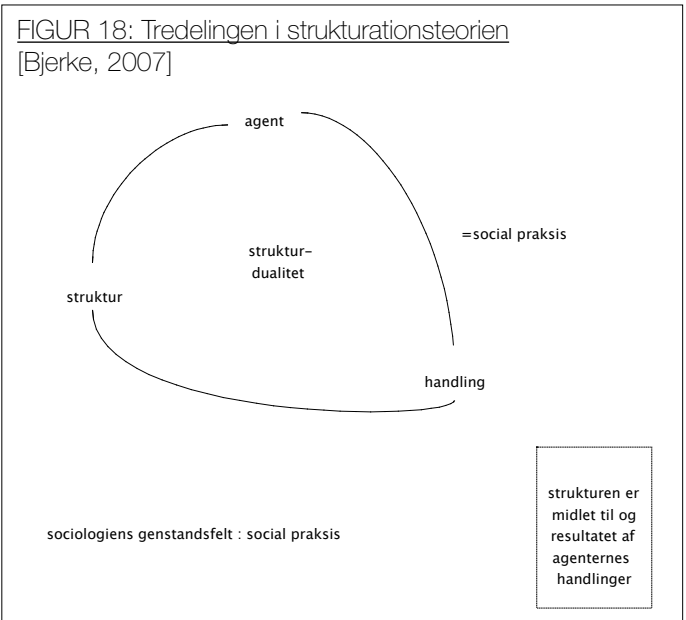 FIGUR 18: Tredelingen i strukturationsteorien
[Bjerke, 2007]
agent
=social praksis
struktur-
dualitet
struktur
handling
strukturen er
midlet til og
resultatet af
agenternes
handlinger
sociologiens genstandsfelt : social praksis